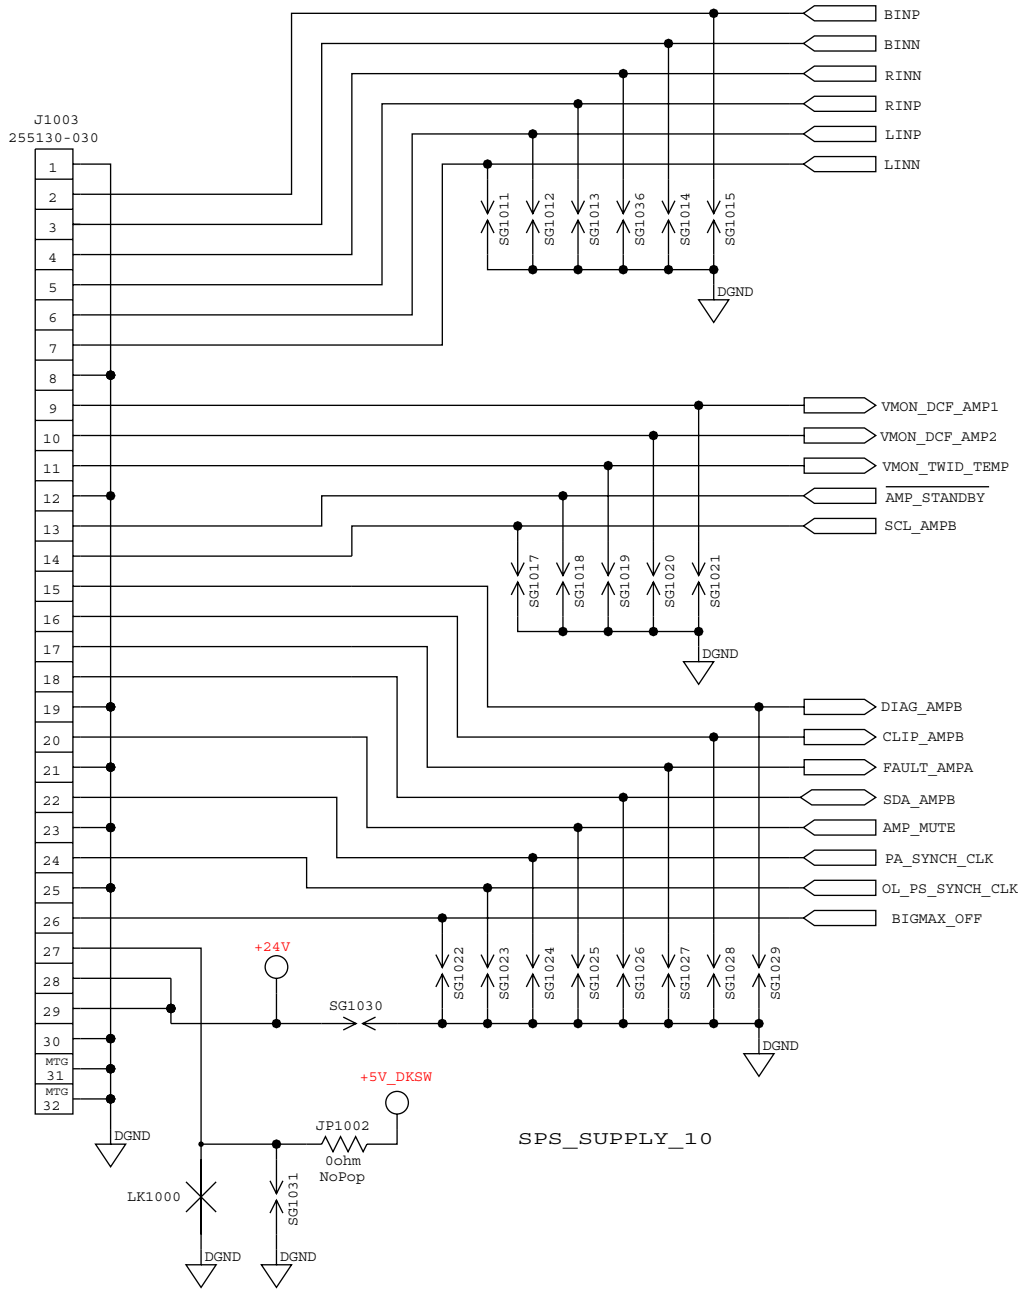 BINP
BINN
RINN
RINP
LINP
LINN
J1003
255130-030
1
2
3
4
5
6
7
8
9
10
11
12
13
14
15
16
17
18
19
20
21
22
23
24
25
26
27
28
29
30
MTG
31
MTG
32
SG1011
SG1012
SG1013
SG1036
SG1014
SG1015
DGND
VMON_DCF_AMP1
VMON_DCF_AMP2
VMON_TWID_TEMP
AMP_STANDBY
SCL_AMPB
SG1017
SG1018
SG1019
SG1020
SG1021
DGND
DIAG_AMPB
CLIP_AMPB
FAULT_AMPA
SDA_AMPB
AMP_MUTE
PA_SYNCH_CLK
OL_PS_SYNCH_CLK
BIGMAX_OFF
+24V
SG1030
SG1022
SG1023
SG1024
SG1025
SG1026
SG1027
SG1028
SG1029
DGND
+5V_DKSW
DGND
JP1002
0ohm
NoPop
SPS_SUPPLY_10
LK1000
SG1031
DGND
DGND